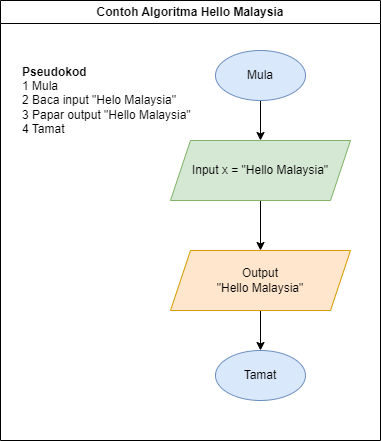 Contoh Algoritma Hello Malaysia
Pseudokod
1 Mula
2 Baca input "Helo Malaysia"
3 Papar output "Hello Malaysia"
4 Tamat
Mula
Input x = "Hello Malaysia"
Output
"Hello Malaysia"
Tamat